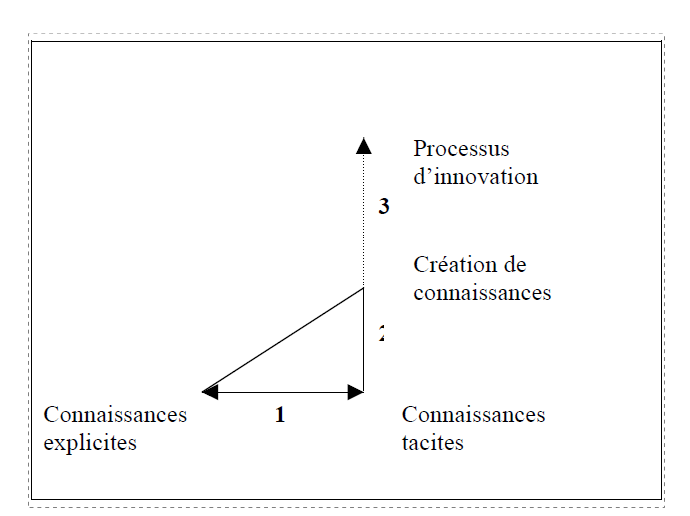 Processus
d'innovation
3
Création de
connaissances
2
Connaissances
explicites
1
Connaissances
tacites